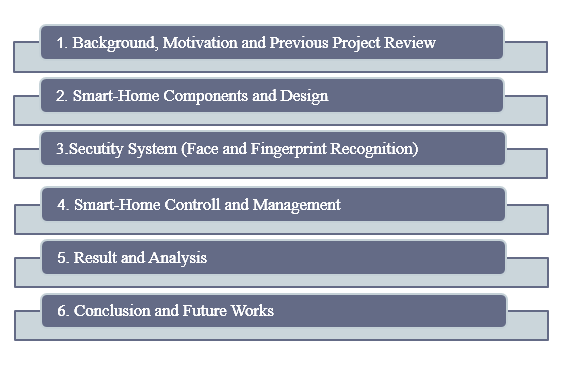 1. Background, Motivation and Previous Project Review
2. Smart-Home Components and Design
3.Secutity System (Face and Fingerprint Recognition)
4. Smart-Home Controll and Management
5. Result and Analysis
6. Conclusion and Future Works